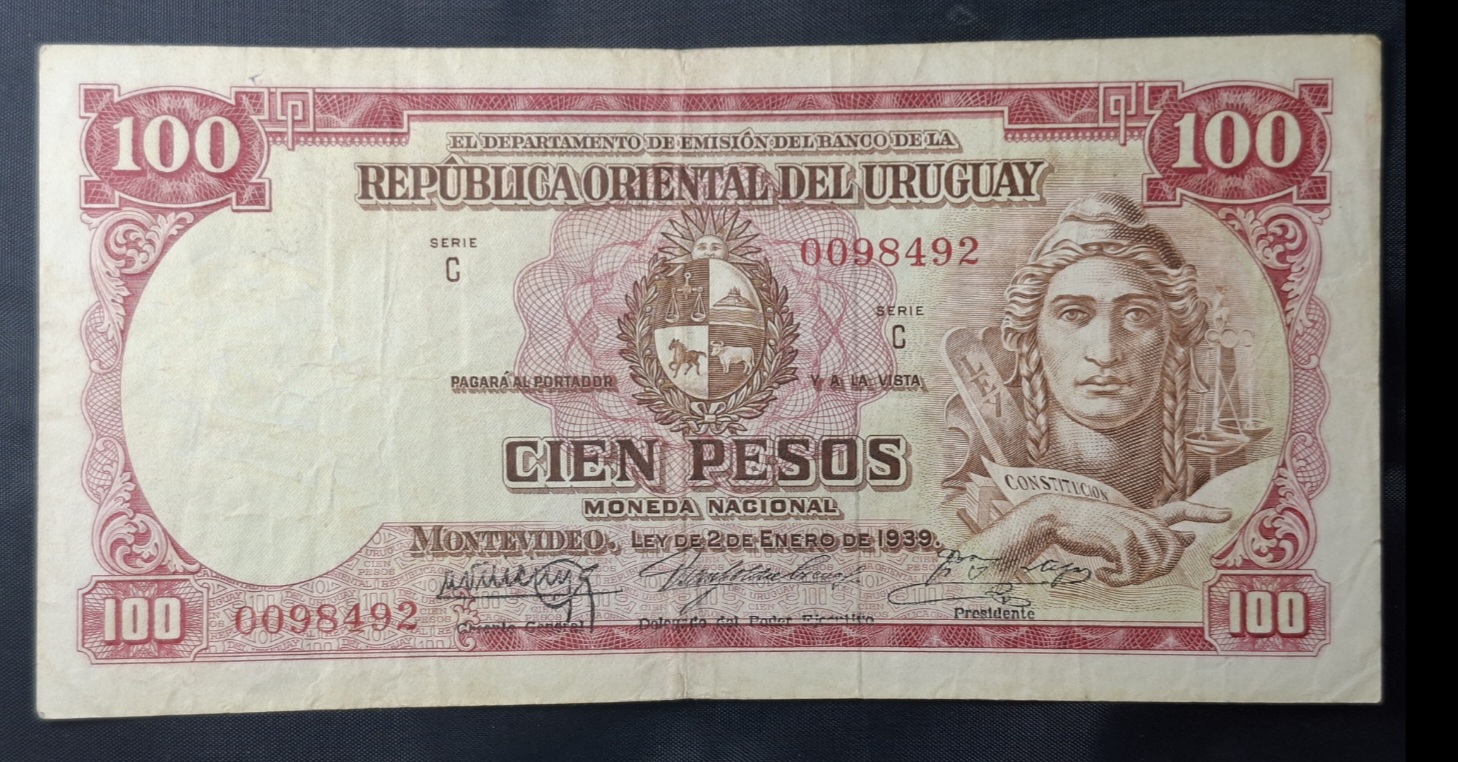 100
100
EL DEPARTAMENTO DE EMISIÓN DEL BANCO DE LA
REPÚBLICA ORIENTAL DEL URUGUAY
SERIE
C
0098492
SERIE
C
LEY
PAGARÁ AL PORTADOR Y A LA VISTA
CIEN PESOS
CONSTITUCION
MONEDA NACIONAL
MONTEVIDEO. LEY DE 2 DE ENERO DE 1939.
100
0098492
Gerente General
Delegado del Poder Ejecutivo
Presidente
100